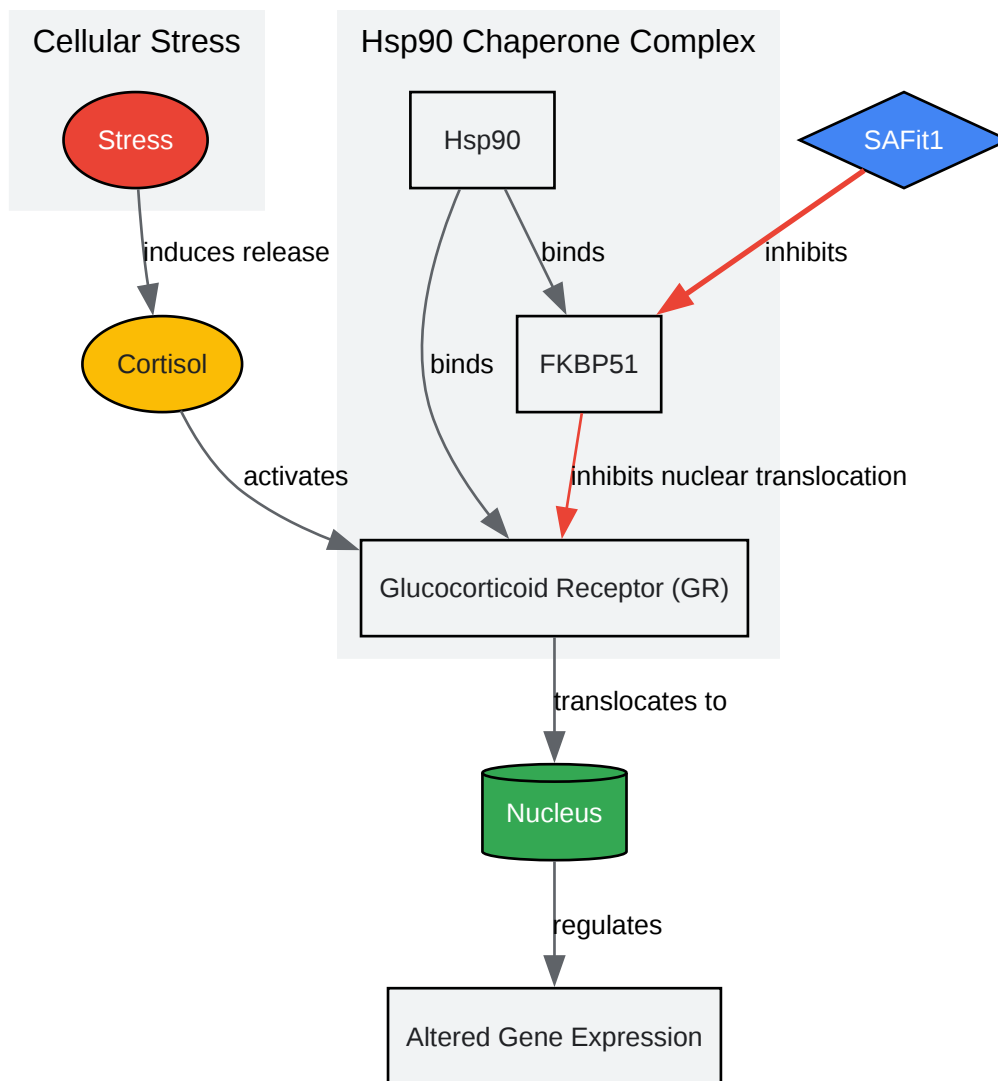 Cellular Stress
Hsp90 Chaperone Complex
Stress
Hsp90
SAFit1
induces release
binds
inhibits
Cortisol
binds
FKBP51
activates
inhibits nuclear translocation
Glucocorticoid Receptor (GR)
translocates to
Nucleus
regulates
Altered Gene Expression